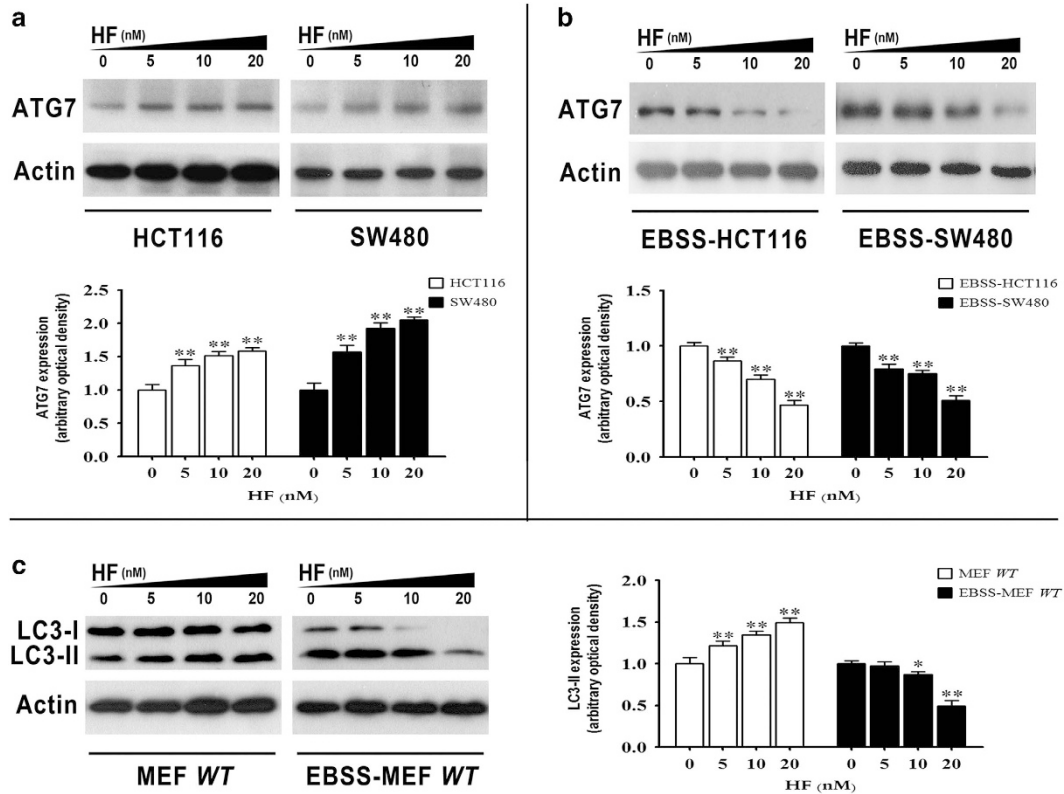 a
HF (nM)
0 5 10 20 0 5 10 20
ATG7
Actin
HCT116 SW480
HCT116
SW480
ATG7 expression
(arbitrary optical density)
2.5
2.0
1.5
1.0
0.0
** ** ** ** ** **
0 5 10 20 0 5 10 20
HF (nM)
b
HF (nM) HF (nM)
0 5 10 20 0 5 10 20
ATG7
Actin
EBSS-HCT116 EBSS-SW480
EBSS-HCT116
EBSS-SW480
ATG7 expression
(arbitrary optical density)
1.5
1.0
0.5
0.0
** ** ** ** ** **
0 5 10 20 0 5 10 20
HF (nM)
c
HF (nM) HF (nM)
0 5 10 20 0 5 10 20
LC3-I
LC3-II
Actin
MEF WT EBSS-MEF WT
MEF WT
EBSS-MEF WT
LC3-II expression
(arbitrary optical density)
2.0
1.5
1.0
0.5
0.0
** ** ** * **
0 5 10 20 0 5 10 20
HF (nM)